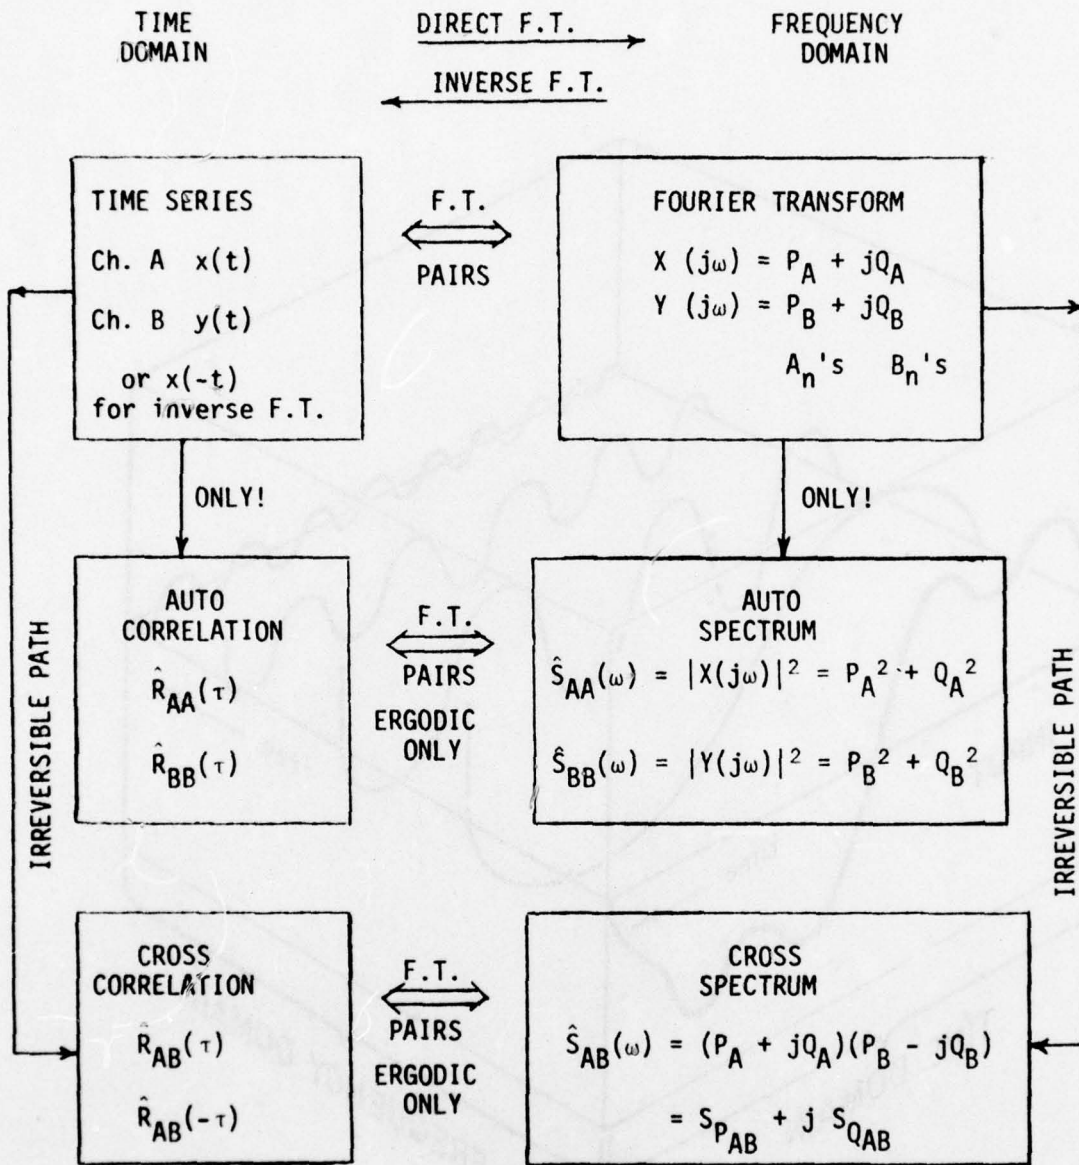 TIME
DOMAIN
DIRECT F.T.
INVERSE F.T.
FREQUENCY
DOMAIN
TIME SERIES
Ch. A x(t)
Ch. B y(t)
or x(-t)
for inverse F.T.
F.T.
PAIRS
FOURIER TRANSFORM
X (jω) = P_A + jQ_A
Y (jω) = P_B + jQ_B
A_n's B_n's
ONLY!
ONLY!
AUTO
CORRELATION
R̂_AA(τ)
R̂_BB(τ)
F.T.
PAIRS
ERGODIC
ONLY
AUTO
SPECTRUM
Ŝ_AA(ω) = |X(jω)|² = P_A² + Q_A²
Ŝ_BB(ω) = |Y(jω)|² = P_B² + Q_B²
IRREVERSIBLE PATH
IRREVERSIBLE PATH
CROSS
CORRELATION
R̂_AB(τ)
R̂_AB(-τ)
F.T.
PAIRS
ERGODIC
ONLY
CROSS
SPECTRUM
Ŝ_AB(ω) = (P_A + jQ_A)(P_B - jQ_B)
= S_P_AB + j S_Q_AB